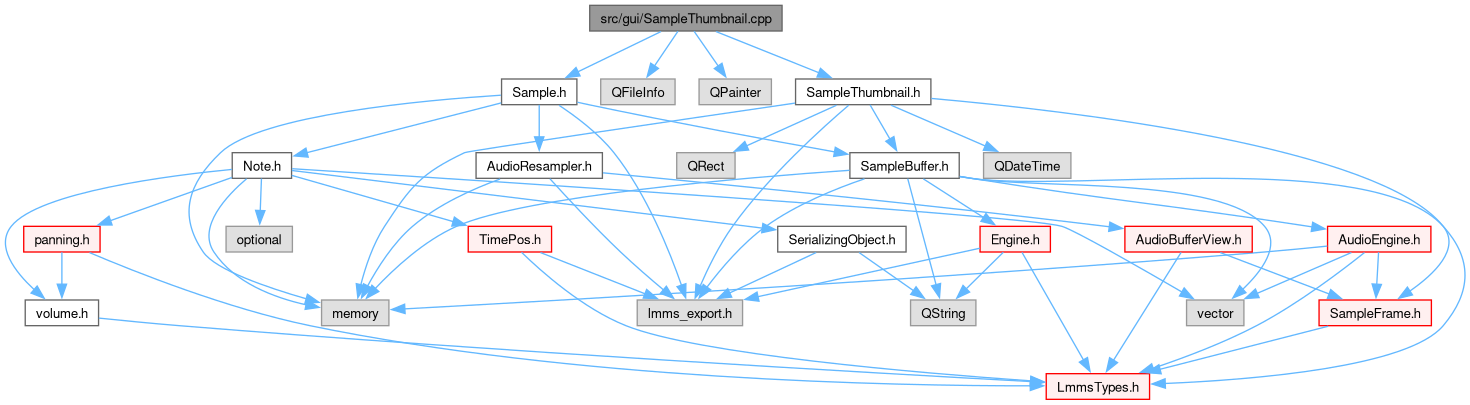 src/gui/SampleThumbnail.cpp
Sample.h
QFileInfo
QPainter
SampleThumbnail.h
Note.h
AudioResampler.h
QRect
SampleBuffer.h
QDateTime
panning.h
optional
TimePos.h
SerializingObject.h
Engine.h
AudioBufferView.h
AudioEngine.h
volume.h
memory
lmms_export.h
QString
vector
SampleFrame.h
LmmsTypes.h